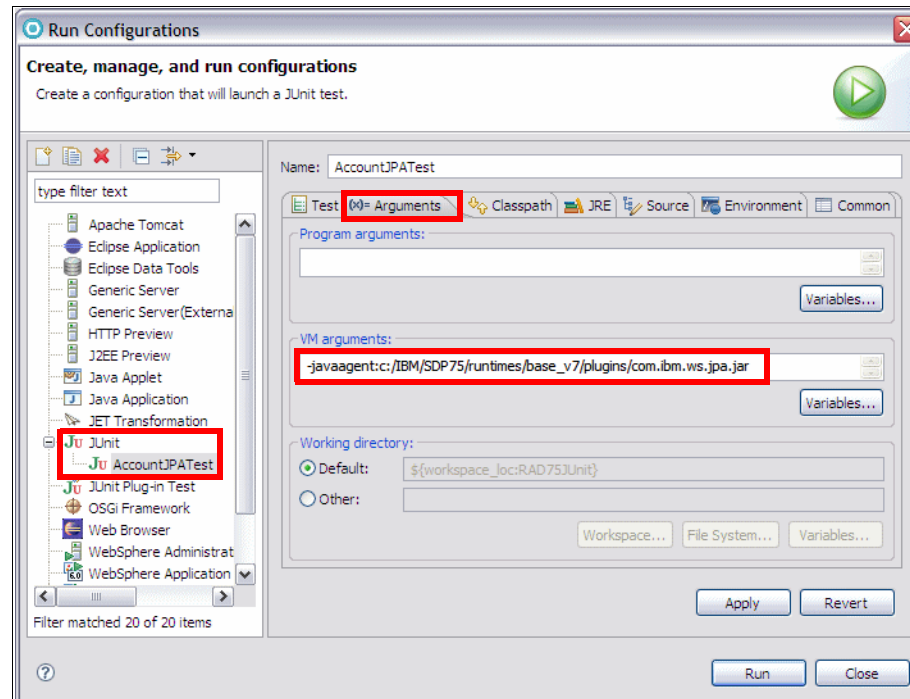 Run Configurations
Create, manage, and run configurations
Create a configuration that will launch a JUnit test.
type filter text
Apache Tomcat
Eclipse Application
Eclipse Data Tools
Generic Server
Generic Server(Externa
HTTP Preview
J2EE Preview
Java Applet
Java Application
JET Transformation
JU JUnit
JU AccountJPATest
JU JUnit Plug-in Test
OSGi Framework
Web Browser
WebSphere Administrat
6.0 WebSphere Application
Filter matched 20 of 20 items
Name: AccountJPATest
Test (x)= Arguments Classpath JRE Source Environment Common
Program arguments:
Variables...
VM arguments:
-javaagent:c:/IBM/SDP75/runtimes/base_v7/plugins/com.ibm.ws.jpa.jar
Variables...
Working directory:
Default: ${workspace_loc:RAD75JUnit}
Other:
Workspace... File System... Variables...
Apply Revert
? Run Close